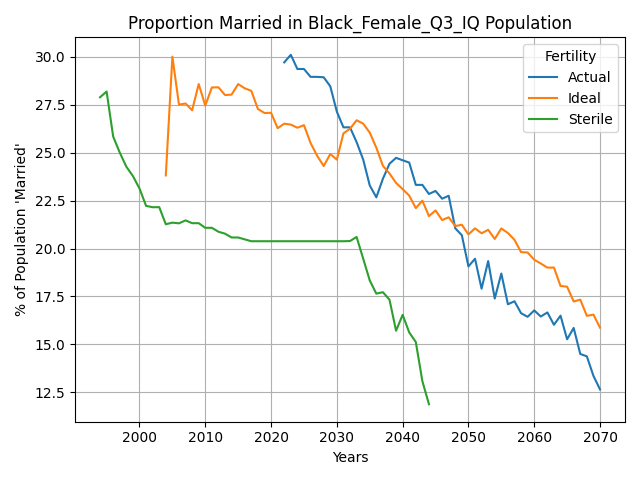 Proportion Married in Black_Female_Q3_IQ Population
% of Population 'Married'
30.0
27.5
25.0
22.5
20.0
17.5
15.0
12.5
Fertility
Actual
Ideal
Sterile
2000 2010 2020 2030 2040 2050 2060 2070
Years